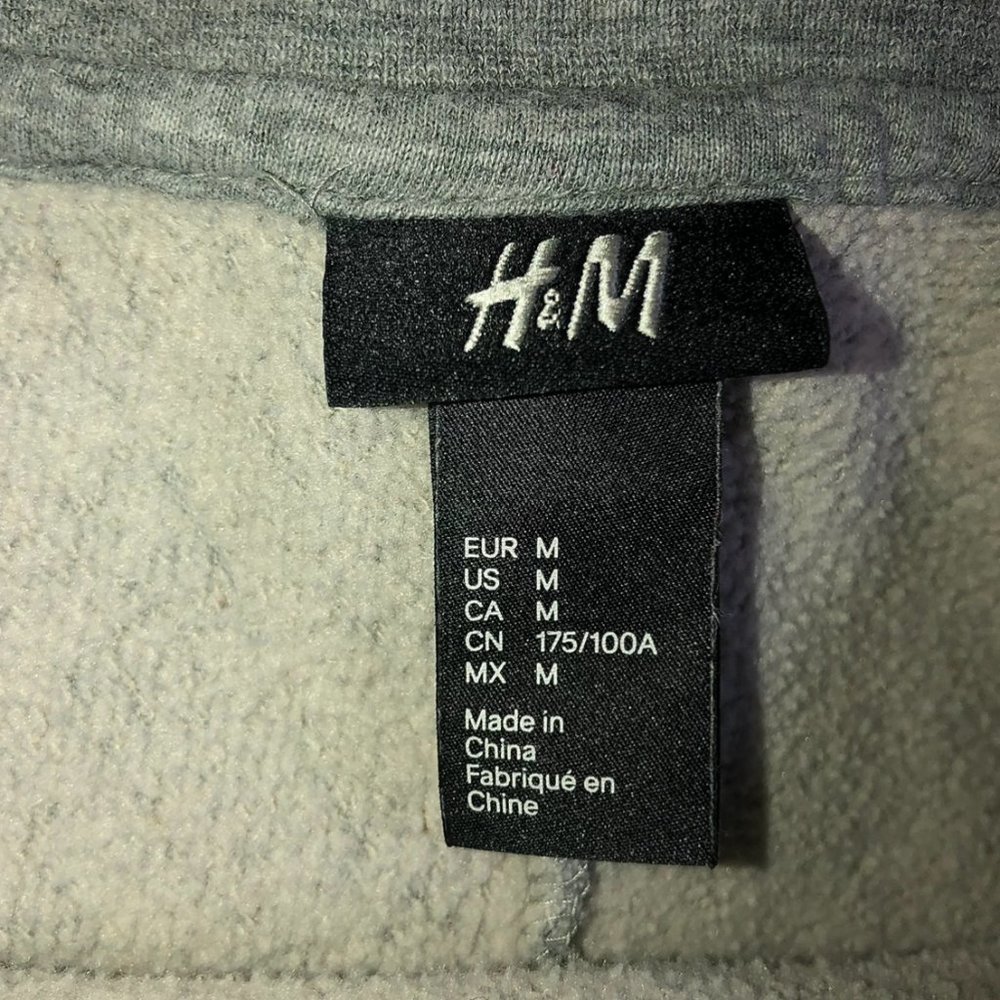 H&M
EUR M
US M
CA M
CN 175/100A
MX M
Made in
China
Fabriqué en
Chine